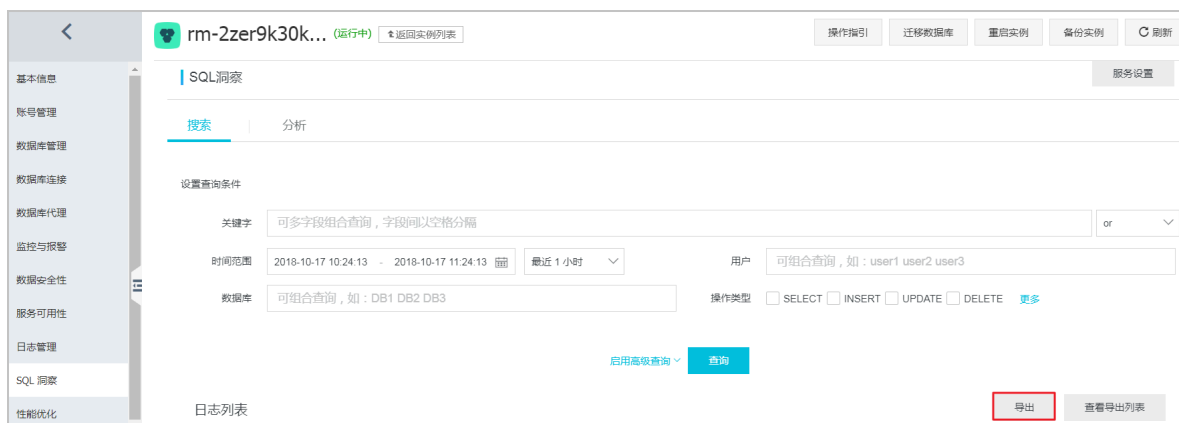 rm-2zer9k30k... (运行中) 返回实例列表 操作指引 迁移数据库 重启实例 备份实例 刷新
基本信息
账号管理
数据库管理
数据库连接
数据库代理
监控与报警
数据安全性
服务可用性
日志管理
SQL 洞察
性能优化
SQL洞察 服务设置
搜索 分析
设置查询条件
关键字 可多字段组合查询，字段间以空格分隔 or
时间范围 2018-10-17 10:24:13 - 2018-10-17 11:24:13 最近 1 小时 用户 可组合查询，如：user1 user2 user3
数据库 可组合查询，如：DB1 DB2 DB3 操作类型 SELECT INSERT UPDATE DELETE 更多
启用高级查询 查询
日志列表 导出 查看导出列表